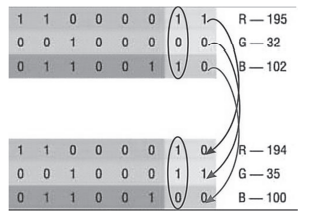 1 1 0 0 0 0 1 1 R — 195
0 0 1 0 0 0 0 0 G — 32
0 1 1 0 0 1 1 0 B — 102
1 1 0 0 0 0 1 0 R — 194
0 0 1 0 0 0 1 1 G — 35
0 1 1 0 0 1 0 0 B — 100